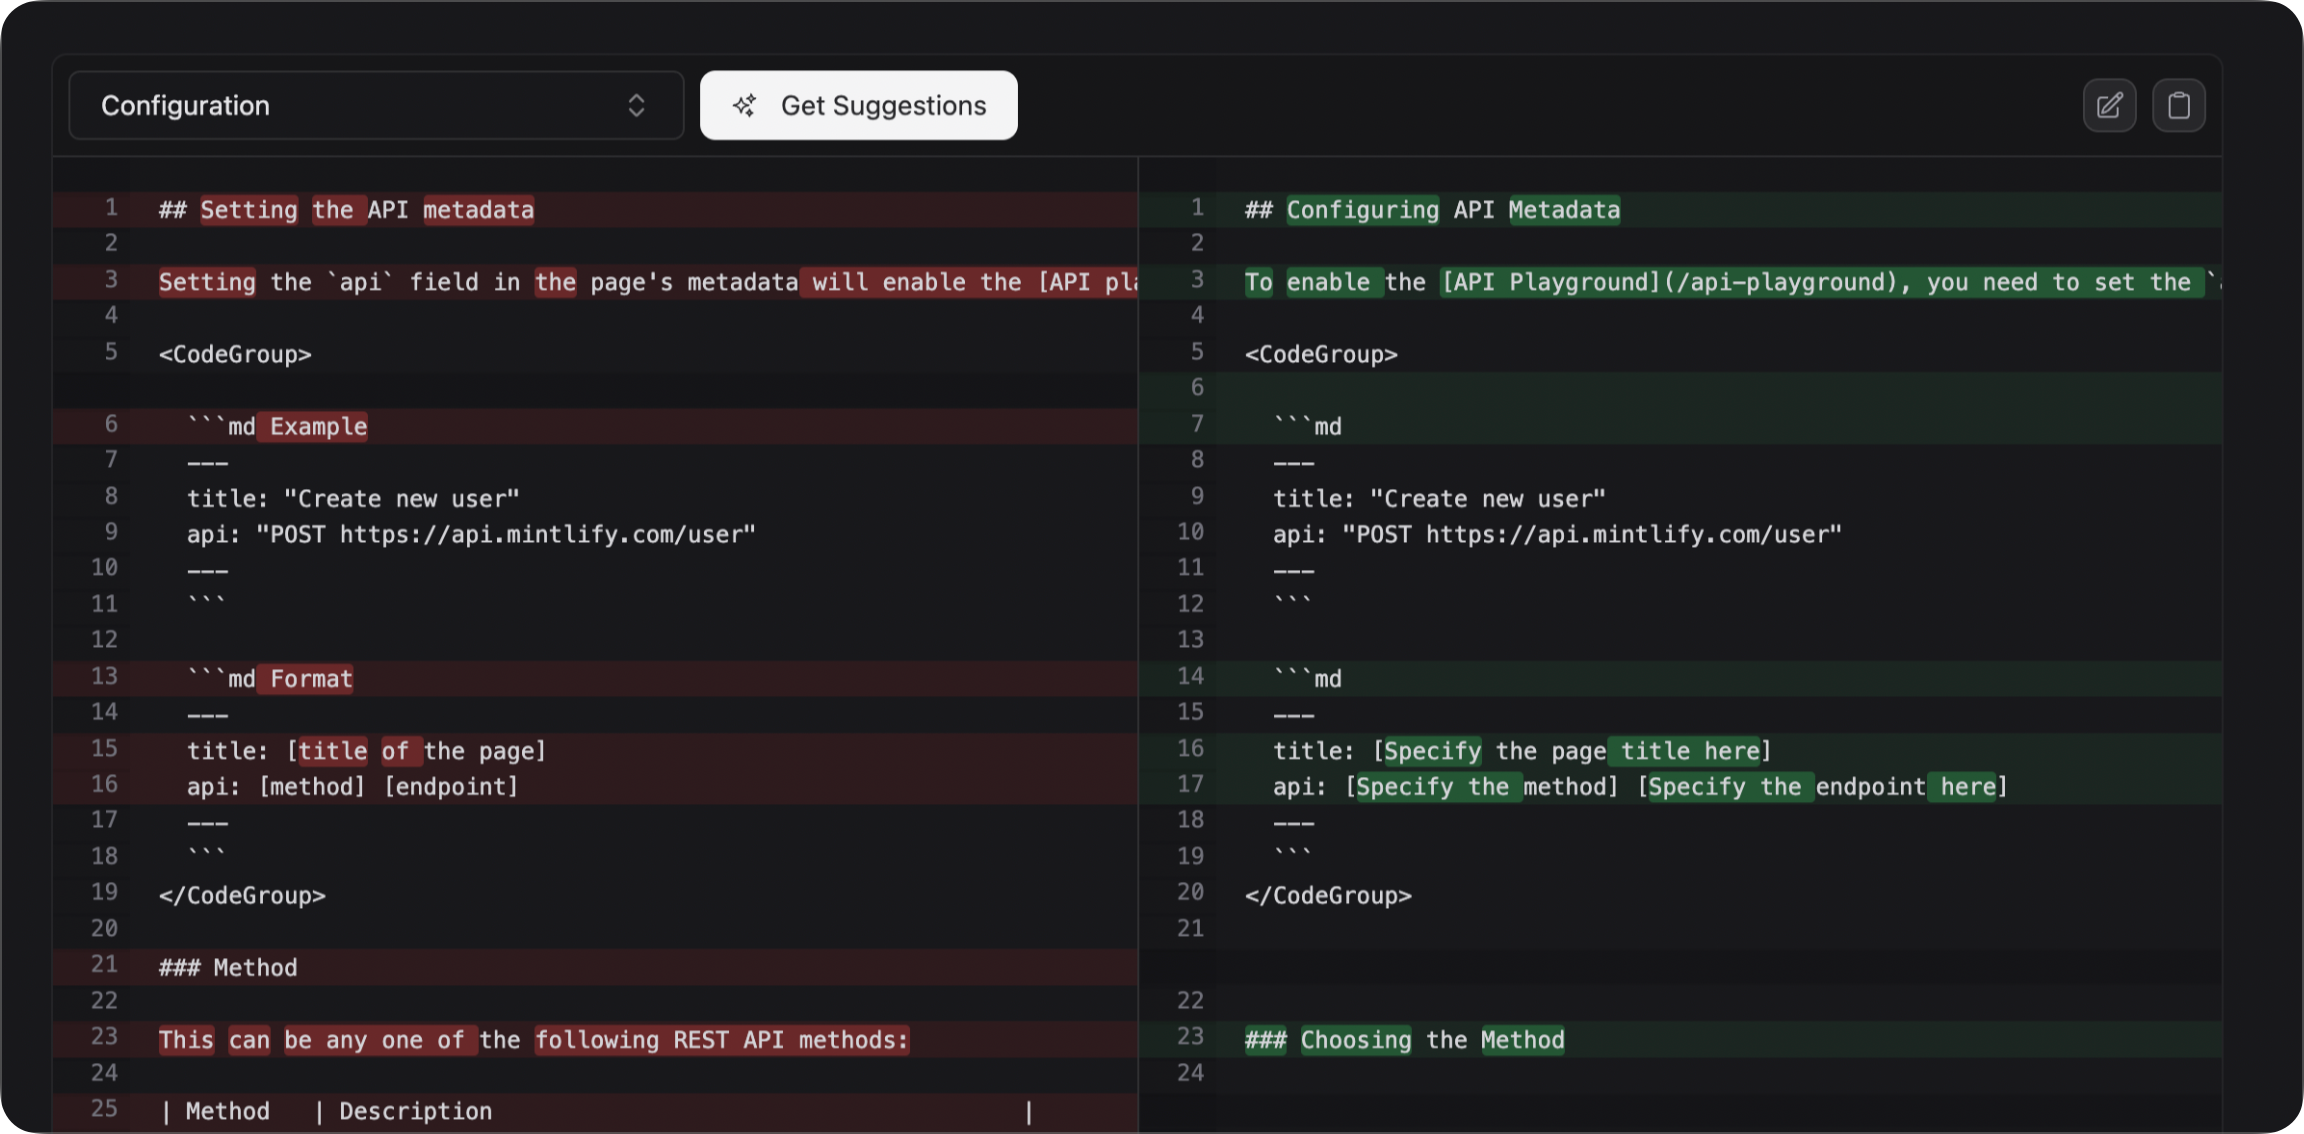 Configuration
Get Suggestions
1 ## Setting the API metadata
2
3 Setting the `api` field in the page's metadata will enable the [API
4
5 <CodeGroup>
6 ```md Example
7 ---
8 title: "Create new user"
9 api: "POST https://api.mintlify.com/user"
10 ---
11 ```
12
13 ```md Format
14 ---
15 title: [title of the page]
16 api: [method] [endpoint]
17 ---
18 ```
19 </CodeGroup>
20
21 ### Method
22
23 This can be any one of the following REST API methods:
24
25 | Method | Description |
1 ## Configuring API Metadata
2
3 To enable the [API Playground](/api-playground), you need to set the `
4
5 <CodeGroup>
6
7 ```md
8 ---
9 title: "Create new user"
10 api: "POST https://api.mintlify.com/user"
11 ---
12 ```
13
14 ```md
15 ---
16 title: [Specify the page title here]
17 api: [Specify the method] [Specify the endpoint here]
18 ---
19 ```
20 </CodeGroup>
21
22
23 ### Choosing the Method
24